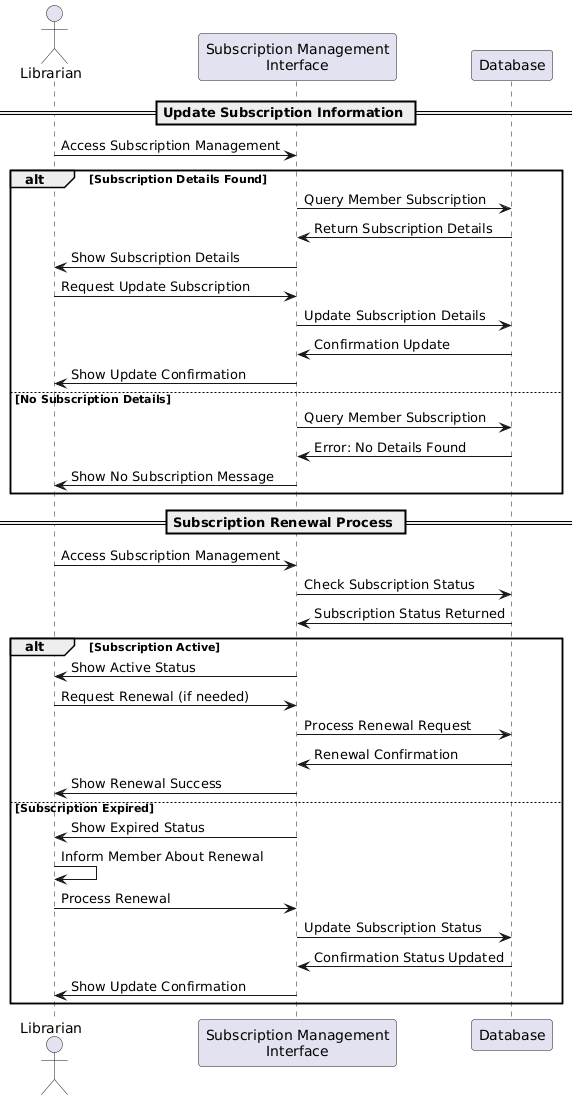 Librarian
Subscription Management
Interface
Database
Update Subscription Information
Access Subscription Management
alt
[Subscription Details Found]
Query Member Subscription
Return Subscription Details
Show Subscription Details
Request Update Subscription
Update Subscription Details
Confirmation Update
Show Update Confirmation
[No Subscription Details]
Query Member Subscription
Error: No Details Found
Show No Subscription Message
Subscription Renewal Process
Access Subscription Management
Check Subscription Status
Subscription Status Returned
alt
[Subscription Active]
Show Active Status
Request Renewal (if needed)
Process Renewal Request
Renewal Confirmation
Show Renewal Success
[Subscription Expired]
Show Expired Status
Inform Member About Renewal
Process Renewal
Update Subscription Status
Confirmation Status Updated
Show Update Confirmation
Librarian
Subscription Management
Interface
Database